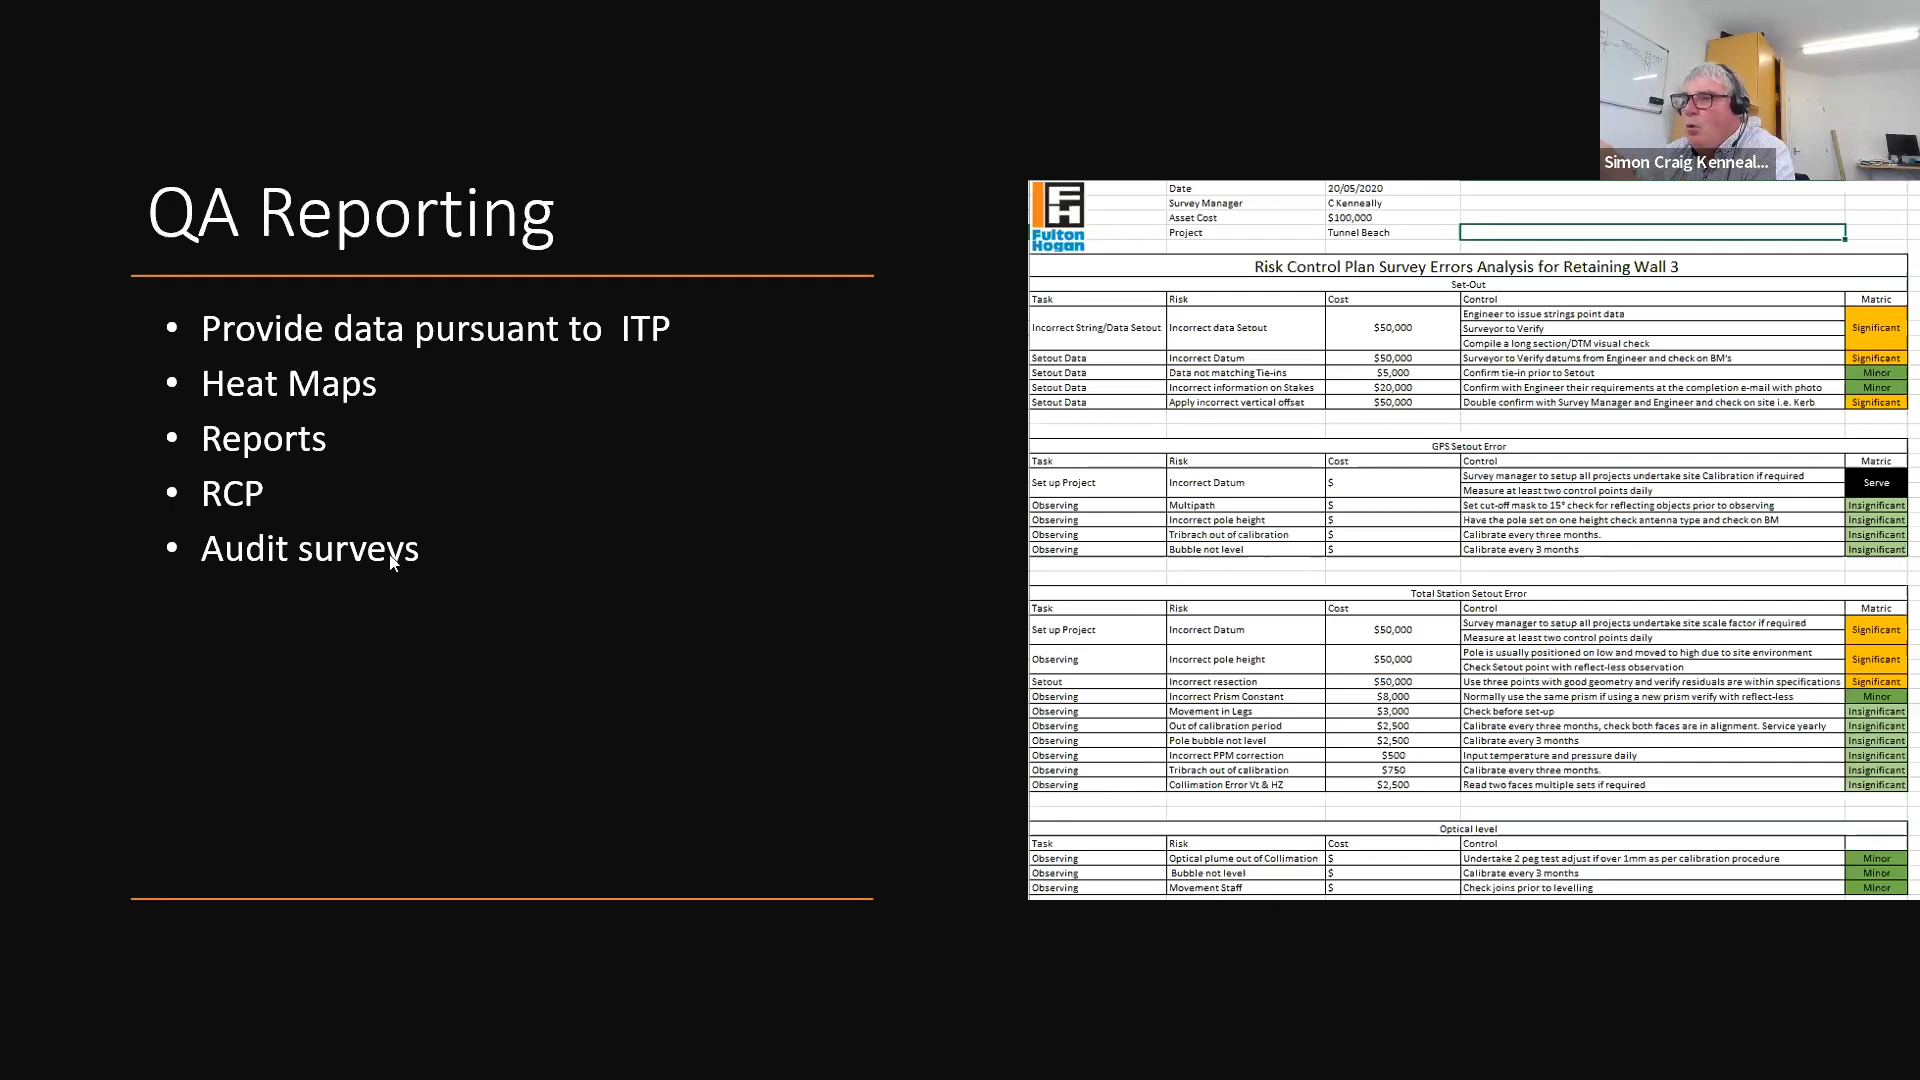 Simon Craig Kenneal...
QA Reporting
• Provide data pursuant to ITP
• Heat Maps
• Reports
• RCP
• Audit surveys
Fulton
Hogan
Date 20/05/2020
Survey Manager C Kenneally
Asset Cost $100,000
Project Tunnel Beach
Risk Control Plan Survey Errors Analysis for Retaining Wall 3
Set-Out
Task Risk Cost Control Matric
Incorrect String/Data Setout Incorrect data Setout $50,000 Engineer to issue strings point data Significant
Surveyor to Verify
Compile a long section/DTM visual check
Setout Data Incorrect Datum $50,000 Surveyor to Verify datums from Engineer and check on BM's Significant
Setout Data Data not matching Tie-ins $5,000 Confirm tie-in prior to Setout Minor
Setout Data Incorrect information on Stakes $20,000 Confirm with Engineer their requirements at the completion e-mail with photo Minor
Setout Data Apply incorrect vertical offset $50,000 Double confirm with Survey Manager and Engineer and check on site i.e. Kerb Significant
GPS Setout Error
Task Risk Cost Control Matric
Set up Project Incorrect Datum $ Survey manager to setup all projects undertake site Calibration if required Serve
Measure at least two control points daily
Observing Multipath $ Set cut-off mask to 15° check for reflecting objects prior to observing Insignificant
Observing Incorrect pole height $ Have the pole set on one height check antenna type and check on BM Insignificant
Observing Tribrach out of calibration $ Calibrate every three months. Insignificant
Observing Bubble not level $ Calibrate every 3 months Insignificant
Total Station Setout Error
Task Risk Cost Control Matric
Set up Project Incorrect Datum $50,000 Survey manager to setup all projects undertake site scale factor if required Significant
Measure at least two control points daily
Observing Incorrect pole height $50,000 Pole is usually positioned on low and moved to high due to site environment Significant
Check Setout point with reflect-less observation
Setout Incorrect resection $50,000 Use three points with good geometry and verify residuals are within specifications Significant
Observing Incorrect Prism Constant $8,000 Normally use the same prism if using a new prism verify with reflect-less Minor
Observing Movement in Legs $3,000 Check before set-up Insignificant
Observing Out of calibration period $2,500 Calibrate every three months, check both faces are in alignment. Service yearly Insignificant
Observing Pole bubble not level $2,500 Calibrate every 3 months Insignificant
Observing Incorrect PPM correction $500 Input temperature and pressure daily Insignificant
Observing Tribrach out of calibration $750 Calibrate every three months. Insignificant
Observing Collimation Error Vt & HZ $2,500 Read two faces multiple sets if required Insignificant
Optical level
Task Risk Cost Control
Observing Optical plume out of Collimation $ Undertake 2 peg test adjust if over 1mm as per calibration procedure Minor
Observing Bubble not level $ Calibrate every 3 months Minor
Observing Movement Staff $ Check joins prior to levelling Minor